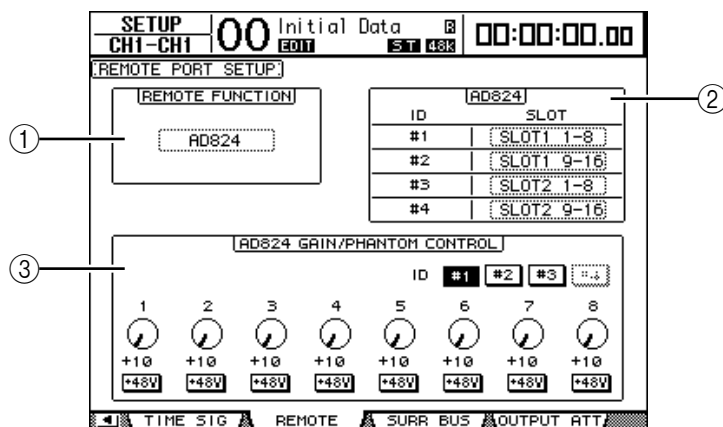 SETUP 00 Initial Data R 00:00:00.00
CH1-CH1 EDIT ST 48K
REMOTE PORT SETUP
REMOTE FUNCTION
AD824
AD824
ID SLOT
#1 SLOT1 1-8
#2 SLOT1 9-16
#3 SLOT2 1-8
#4 SLOT2 9-16
AD824 GAIN/PHANTOM CONTROL
ID #1 #2 #3
1 2 3 4 5 6 7 8
+10 +10 +10 +10 +10 +10 +10 +10
+48V +48V +48V +48V +48V +48V +48V +48V
TIME SIG REMOTE SURR BUS OUTPUT ATT
1
2
3